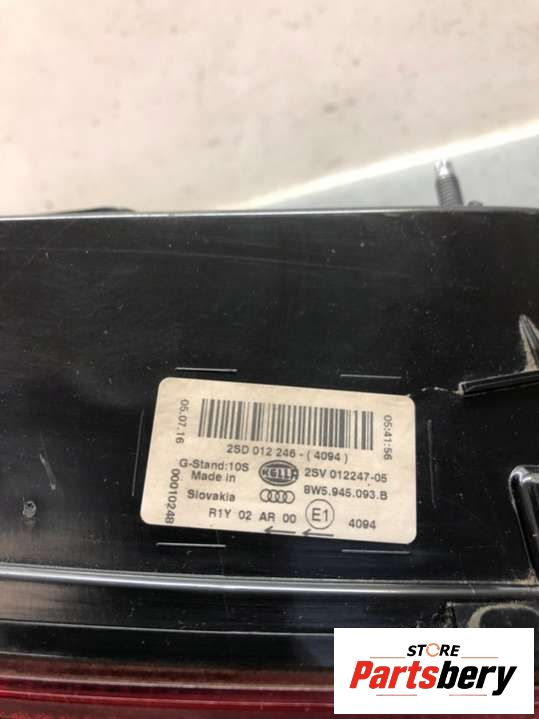 05.07.16
05:41:56
2SD 012 246-(4094)
G-Stand:10S
HELLA
2SV 012247-05
Made in
Slovakia
8W5.945.093.B
00010248
R1Y 02 AR 00
E1
4094
STORE
Partsbery